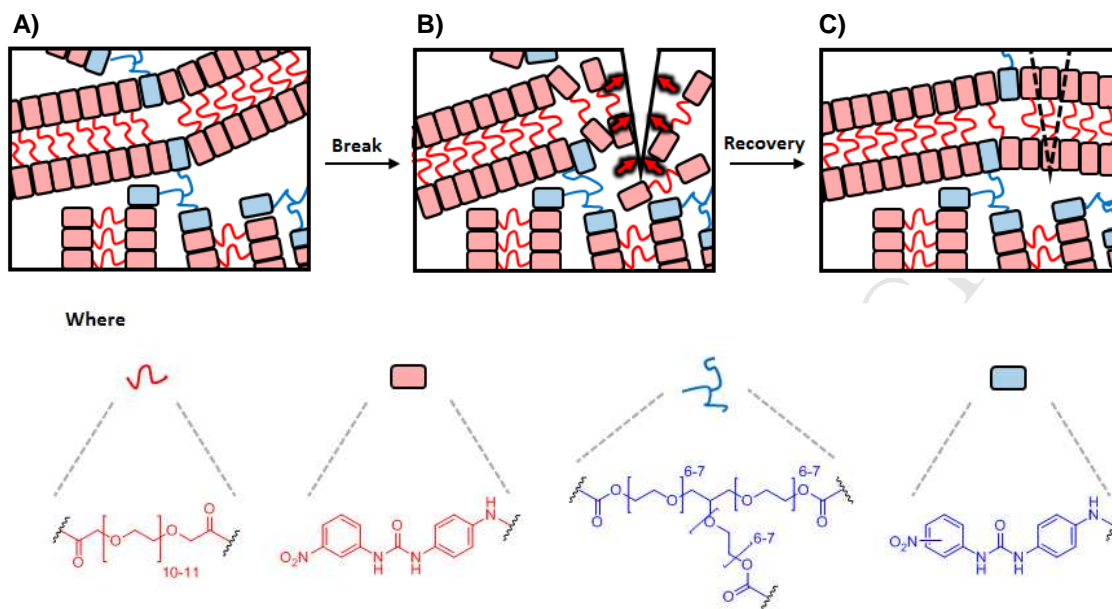 A) B) C)
Break
Recovery
Where
6-7 6-7
O O O O
O O
O
O O O
10-11
O2N N H O N H H N
6-7
O
O
O2N N H O N H H N